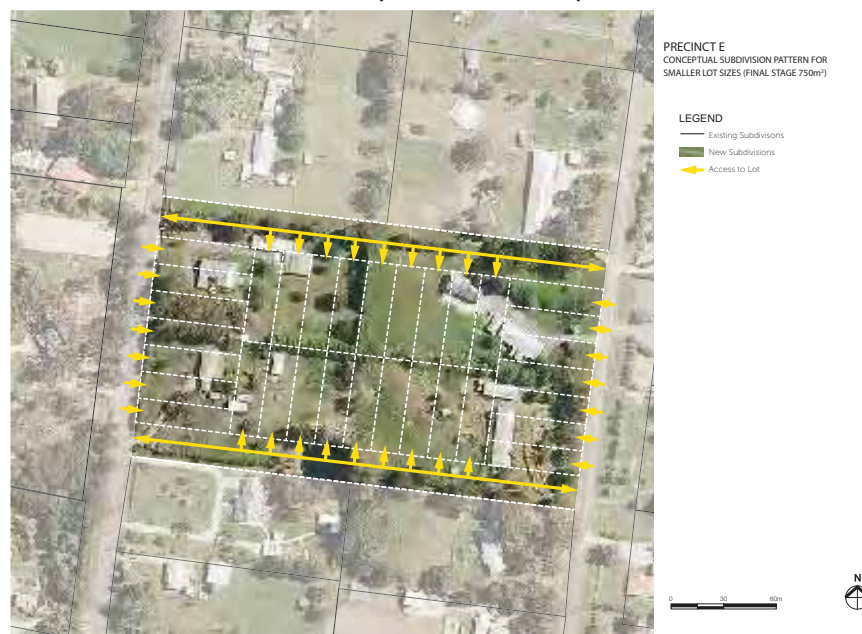 PRECINCT E
CONCEPTUAL SUBDIVISION PATTERN FOR
SMALLER LOT SIZES (FINAL STAGE 750m²)
LEGEND
Existing Subdivisons
New Subdivisions
Access to Lot
0 30 60m
N